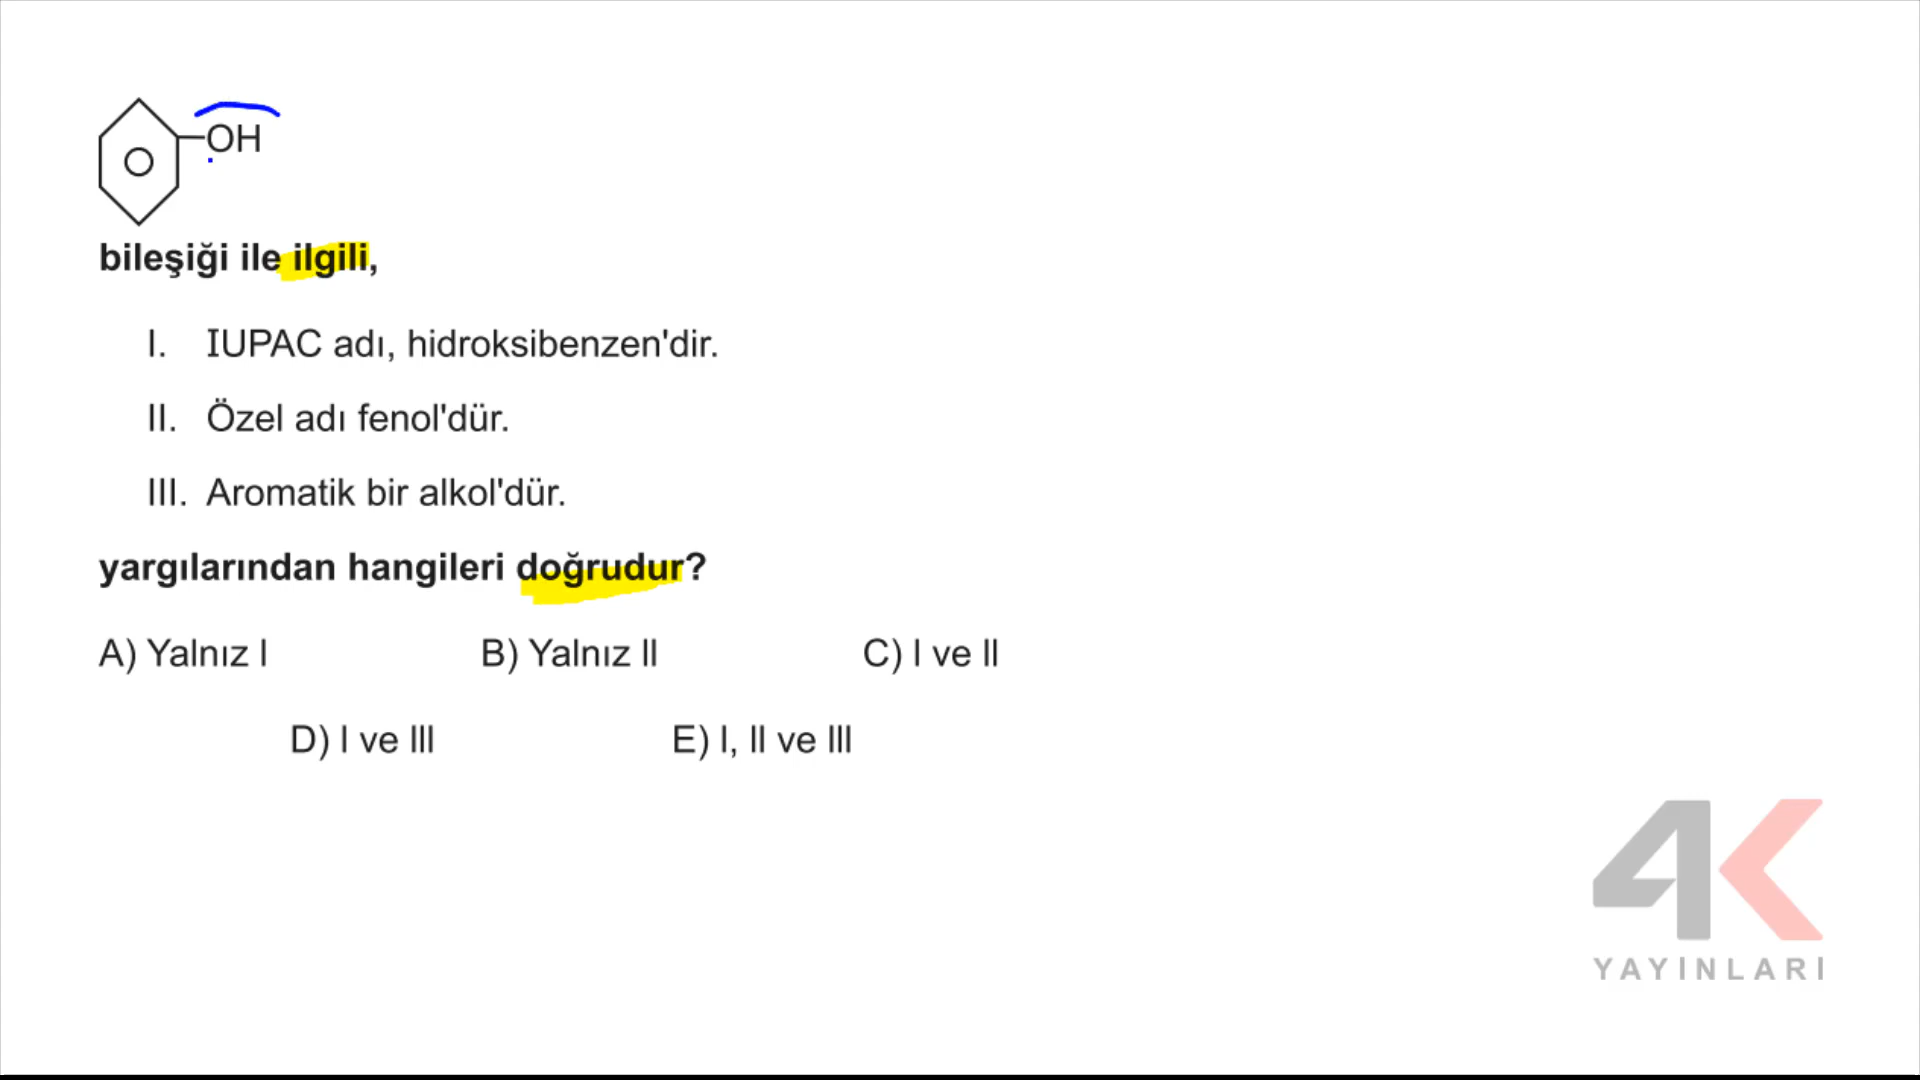 OH
bileşiği ile ilgili,
I. IUPAC adı, hidroksibenzen'dir.
II. Özel adı fenol'dür.
III. Aromatik bir alkol'dür.
yargılarından hangileri doğrudur?
A) Yalnız I B) Yalnız II C) I ve II
D) I ve III E) I, II ve III
4K
YAYINLARI